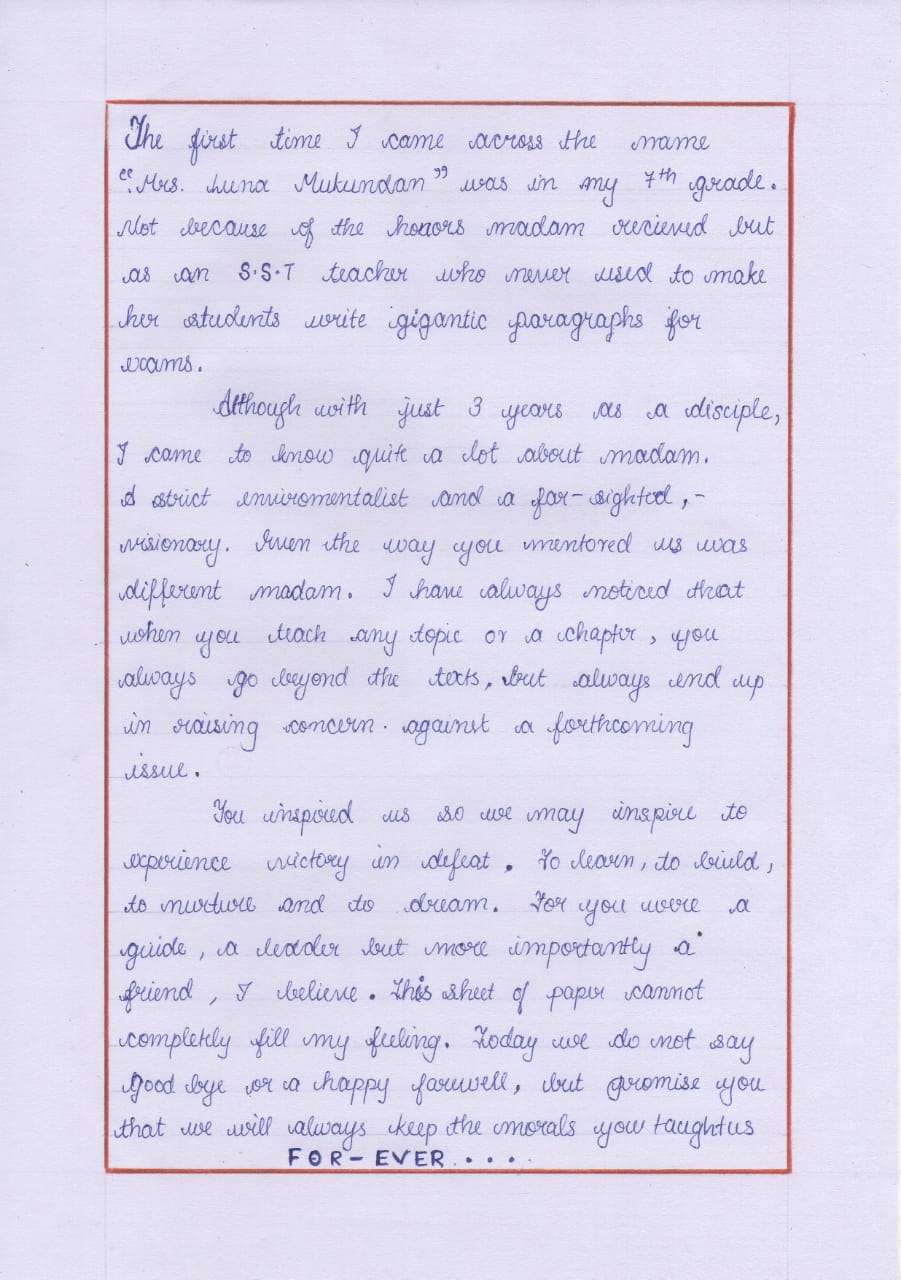 The first time I came across the name
"Mrs. Luna Mukundan" was in my 7th grade.
Not because of the honors madam recieved but
as an S.S.T teacher who never used to make
her students write gigantic paragraphs for
exams.
Although with just 3 years as a disciple,
I came to know quite a lot about madam.
A strict enviromentalist and a far-sighted,-
visionary. Even the way you mentored us was
different madam. I have always noticed that
when you teach any topic or a chapter, you
always go beyond the texts, but always end up
in raising concern. against a forthcoming
issue.
You inspired us so we may inspire to
experience victory in defeat. To learn, to build,
to nurture and to dream. For you were a
guide, a leader but more importantly a
friend, I believe. This sheet of paper cannot
completely fill my feeling. Today we do not say
Good bye or a happy farewell, but promise you
that we will always keep the morals you taught us
FOR-EVER....